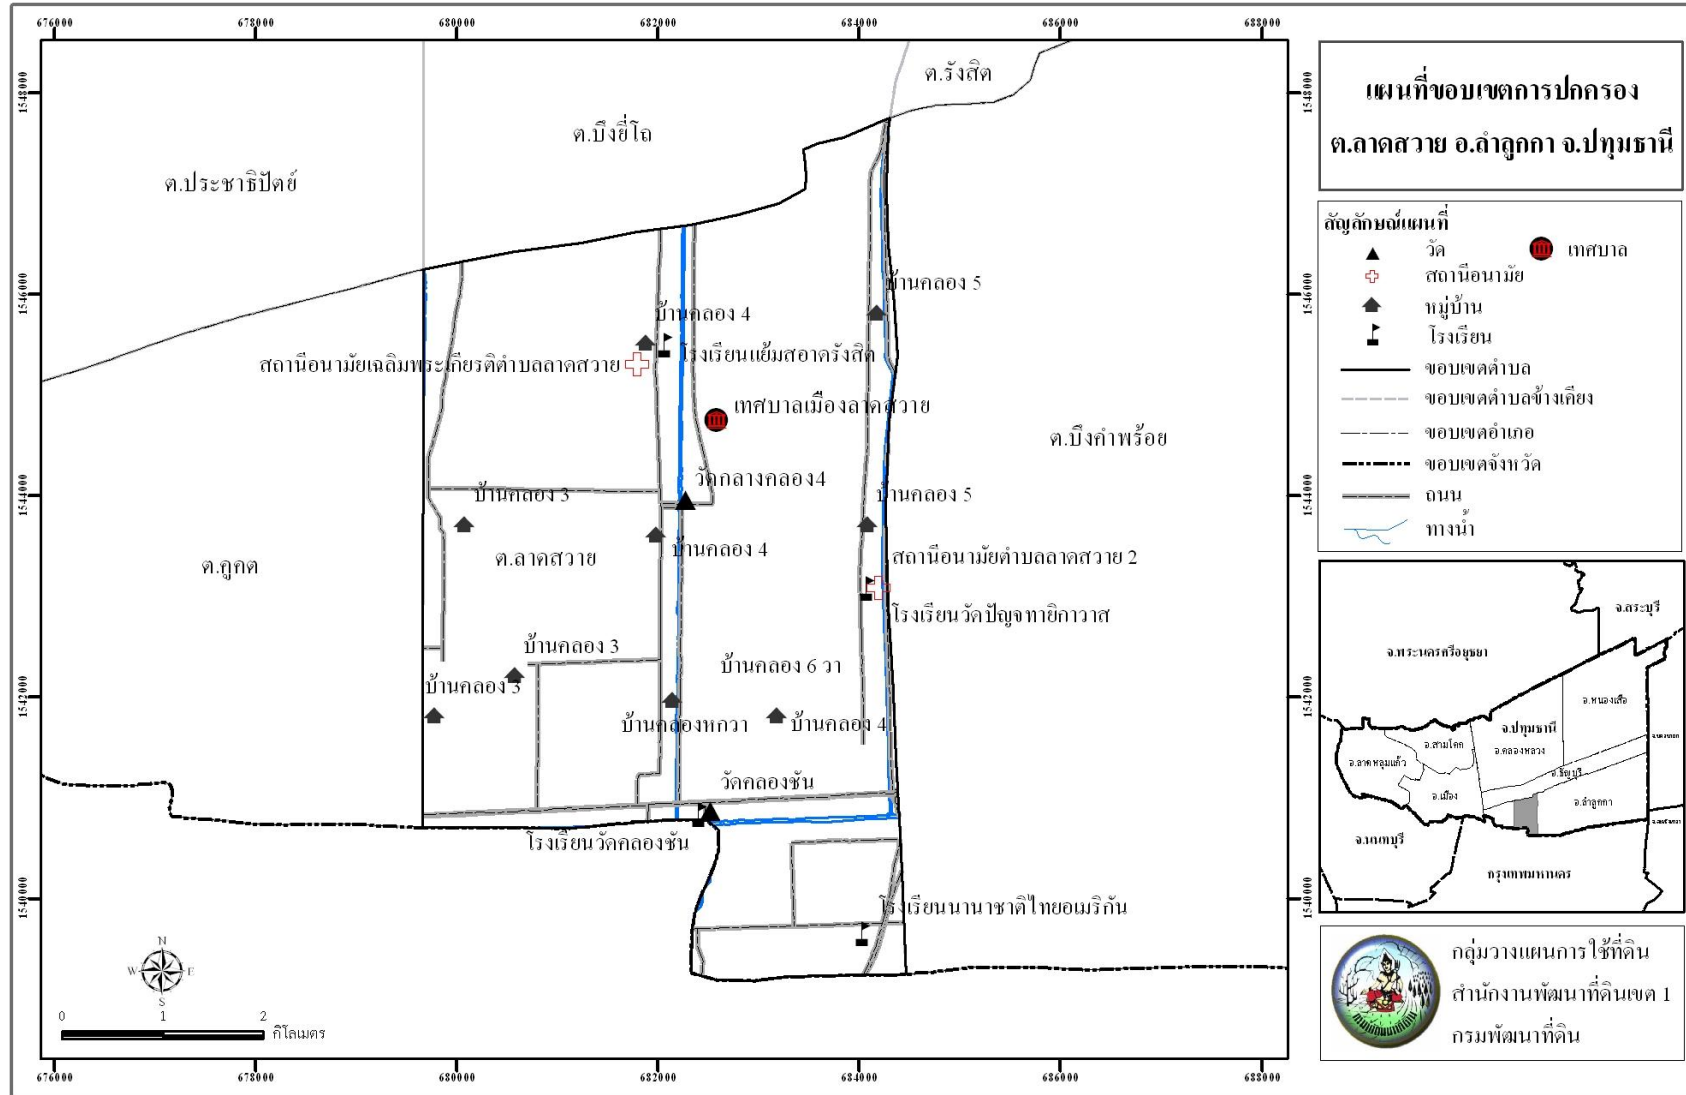 676000
678000
680000
682000
684000
686000
688000
1548000
1546000
1544000
1542000
1540000
1548000
1546000
1544000
1542000
1540000
ต.รังสิต
ต.บึงยี่โถ
ต.ประชาธิปัตย์
บ้านคลอง 5
บ้านคลอง 4
โรงเรียนแย้มสอาดรังสิต
สถานีอนามัยเฉลิมพระเกียรติตำบลลาดสวาย
เทศบาลเมืองลาดสวาย
ต.บึงคำพร้อย
วัดกลางคลอง4
บ้านคลอง 3
บ้านคลอง 5
บ้านคลอง 4
ต.ลาดสวาย
ต.คูคต
สถานีอนามัยตำบลลาดสวาย 2
โรงเรียนวัดปัญจทายิกาวาส
บ้านคลอง 3
บ้านคลอง 6 วา
บ้านคลอง 3
บ้านคลองหกวา
บ้านคลอง 4
วัดคลองชัน
โรงเรียนวัดคลองชัน
โรงเรียนนานาชาติไทยอเมริกัน
N
W E
S
0 1 2
กิโลเมตร
676000
678000
680000
682000
684000
686000
688000
แผนที่ขอบเขตการปกครอง
ต.ลาดสวาย อ.ลำลูกกา จ.ปทุมธานี
สัญลักษณ์แผนที่
วัด
เทศบาล
สถานีอนามัย
หมู่บ้าน
โรงเรียน
ขอบเขตตำบล
ขอบเขตตำบลข้างเคียง
ขอบเขตอำเภอ
ขอบเขตจังหวัด
ถนน
ทางน้ำ
จ.สระบุรี
จ.พระนครศรีอยุธยา
อ.หนองเสือ
จ.ปทุมธานี
อ.สามโคก
อ.คลองหลวง
อ.ลาดหลุมแก้ว
อ.ธัญบุรี
อ.เมือง
อ.ลำลูกกา
จ.นนทบุรี
กรุงเทพมหานคร
กลุ่มวางแผนการใช้ที่ดิน
สำนักงานพัฒนาที่ดินเขต 1
กรมพัฒนาที่ดิน